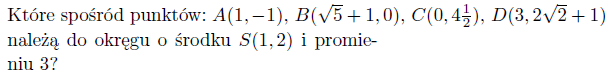 Które spośród punktów: A(1, −1), B(√5 + 1, 0), C(0, 4½), D(3, 2√2 + 1)
należą do okręgu o środku S(1, 2) i promie-
niu 3?